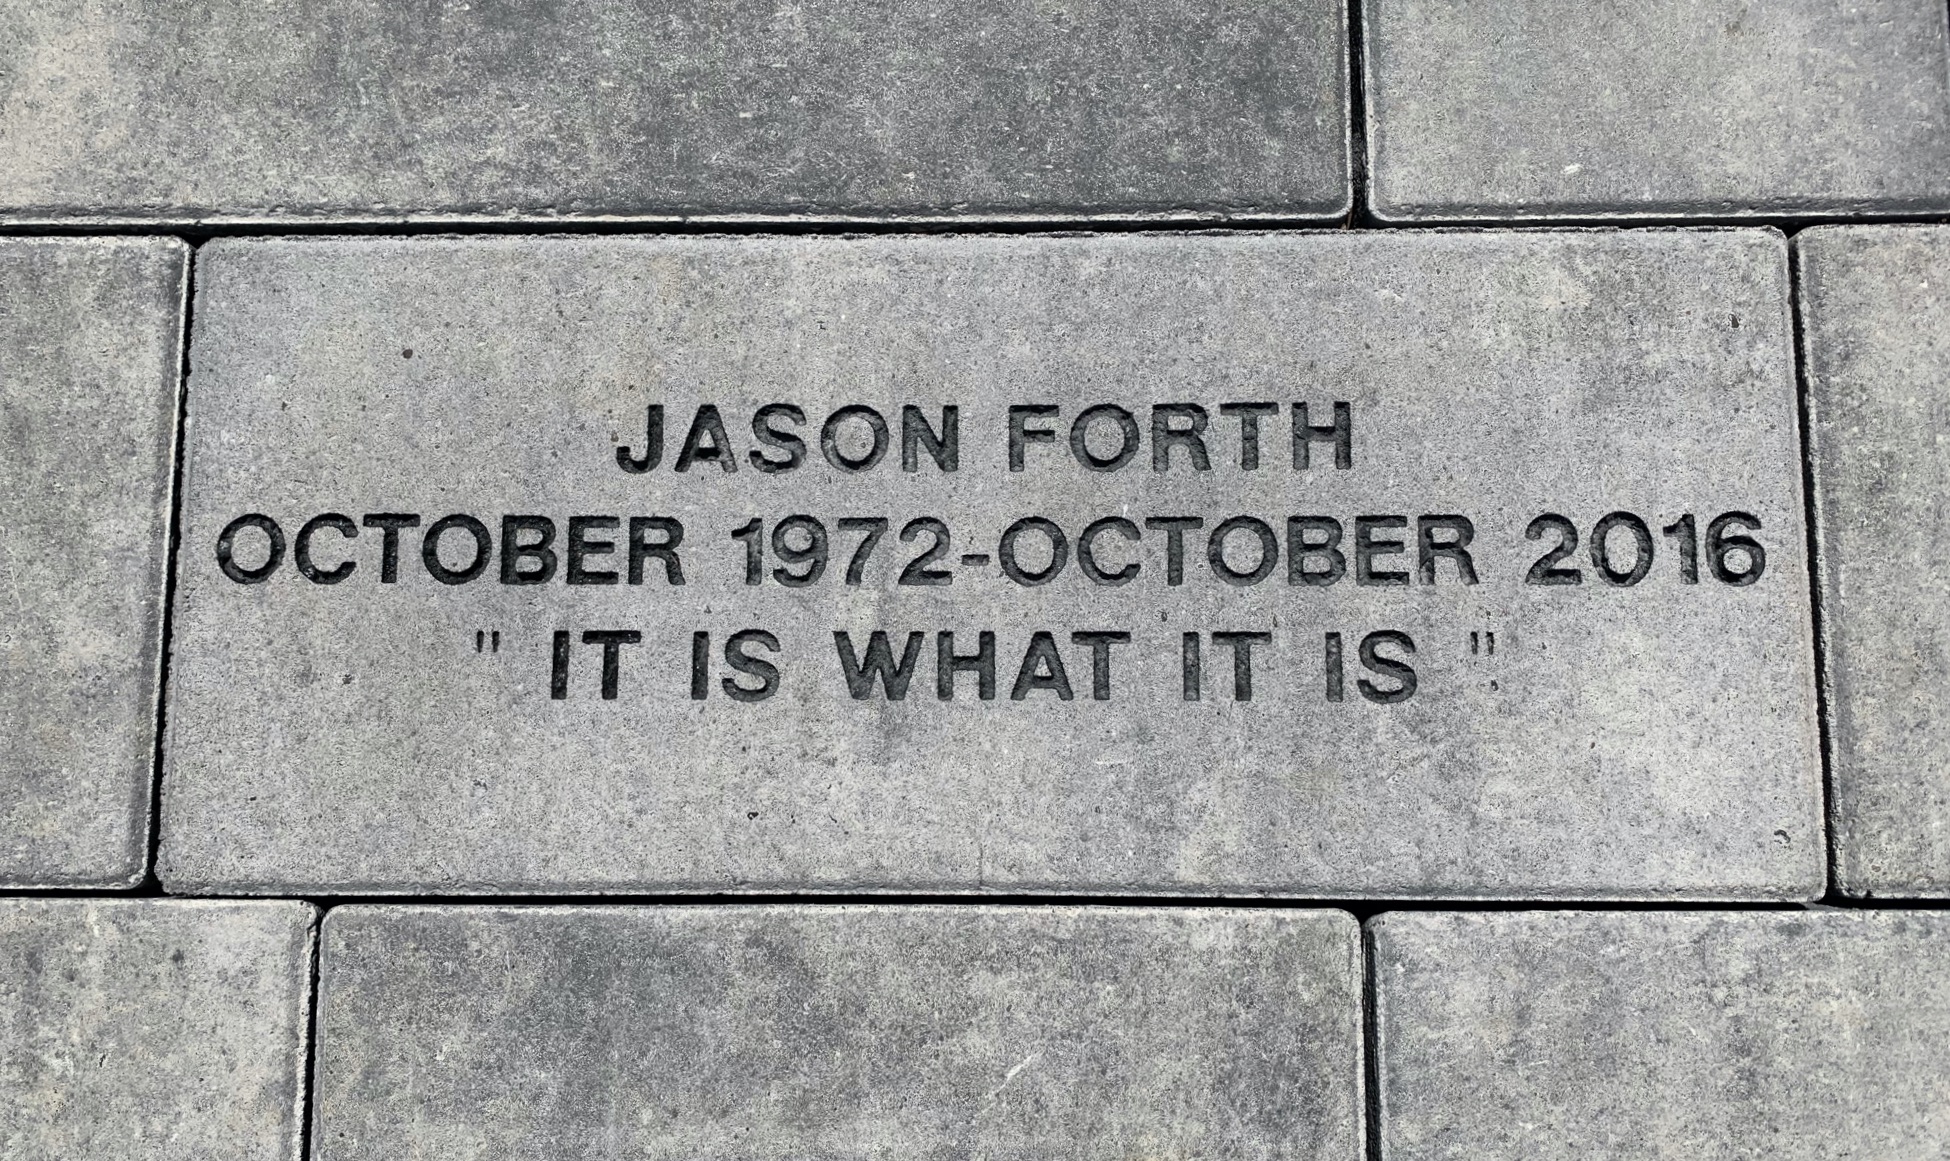 JASON FORTH
OCTOBER 1972-OCTOBER 2016
" IT IS WHAT IT IS "